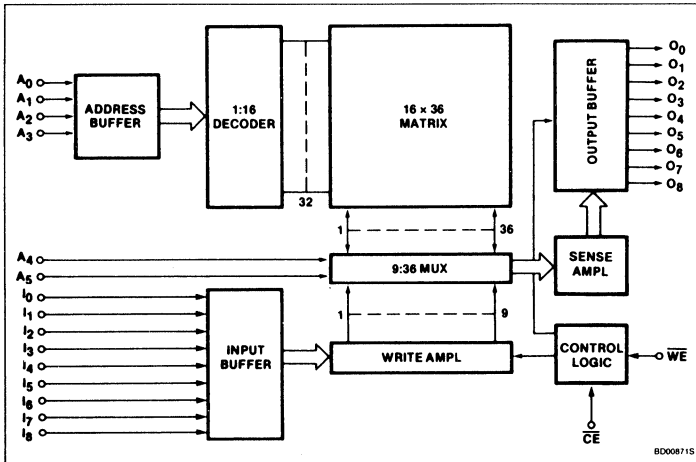 A0
A1
A2
A3
ADDRESS
BUFFER
1:16
DECODER
32
16 × 36
MATRIX
OUTPUT BUFFER
O0
O1
O2
O3
O4
O5
O6
O7
O8
1
36
A4
A5
9:36 MUX
SENSE
AMPL
I0
I1
I2
I3
I4
I5
I6
I7
I8
INPUT
BUFFER
1
9
WRITE AMPL
CONTROL
LOGIC
W̅E̅
C̅E̅
BD00871S